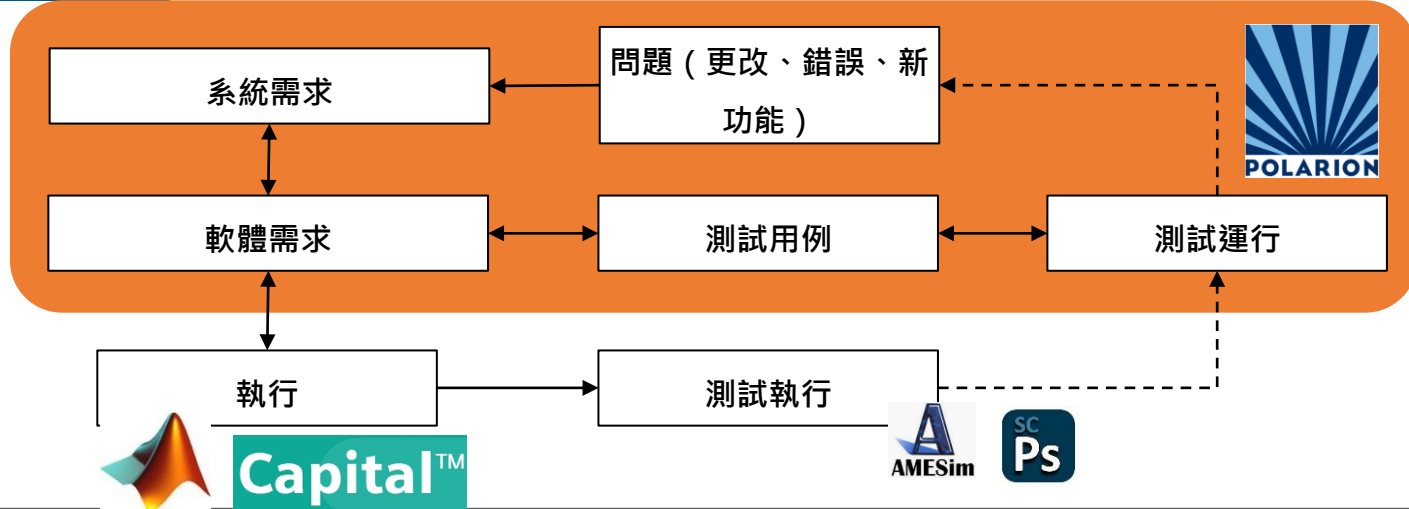 系統需求
問題（更改、錯誤、新
功能）
POLARION
軟體需求
測試用例
測試運行
執行
測試執行
Capital™
AMESim
SC
Ps